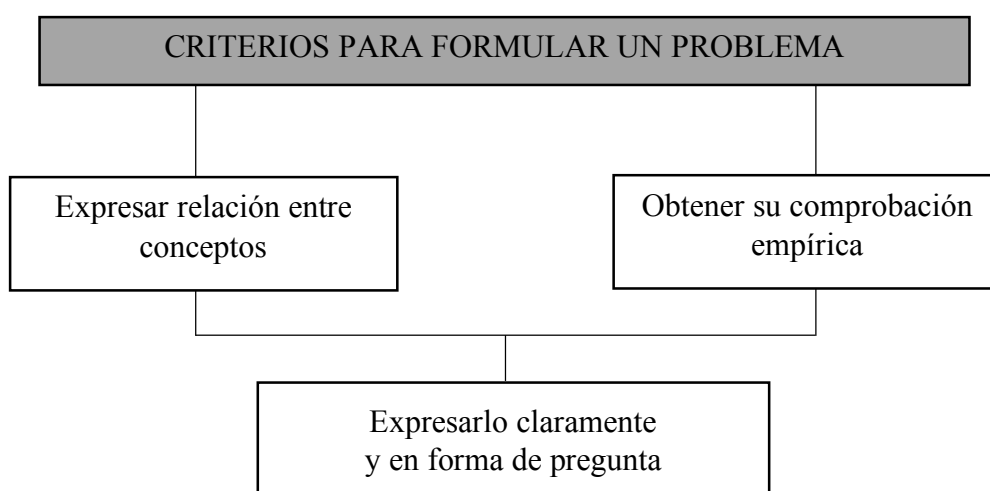 CRITERIOS PARA FORMULAR UN PROBLEMA
Expresar relación entre
conceptos
Obtener su comprobación
empírica
Expresarlo claramente
y en forma de pregunta